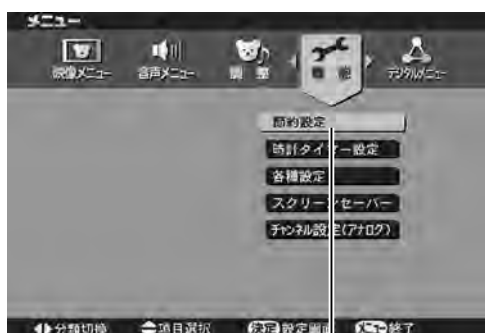 メニュー
映像メニュー 音声メニュー 調整 機能 デジタルメニュー
節約設定
時計タイマー設定
各種設定
スクリーンセーバー
チャンネル設定(アナログ)
分類切換 項目選択 決定 設定画面 メニュー 終了